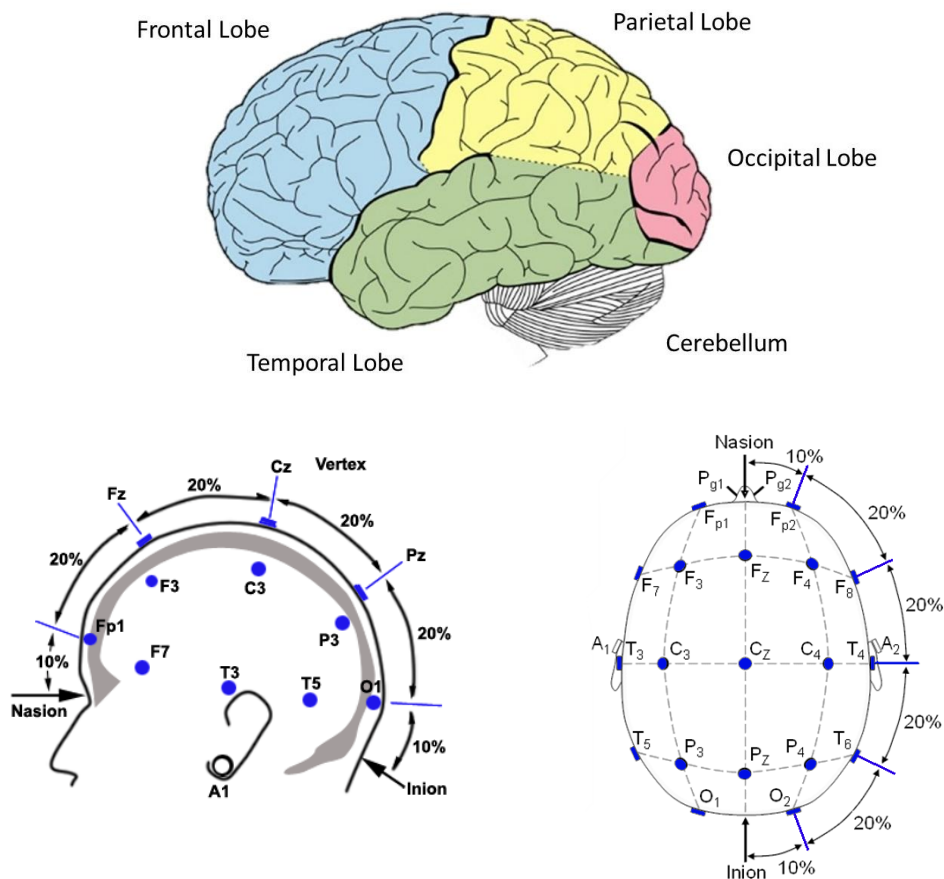 Frontal Lobe
Parietal Lobe
Occipital Lobe
Temporal Lobe
Cerebellum
Cz Vertex
20%
Fz
20%
20%
Pz
F3
C3
20%
Fp1
P3
10%
F7
T3
T5
O1
Nasion
10%
A1
Inion
Nasion
10%
Pg1
Pg2
Fp1
Fp2
20%
F7
F3
FZ
F4
F8
20%
A1
T3
C3
CZ
C4
T4
A2
20%
T5
P3
PZ
P4
T6
O1
O2
20%
10%
Inion